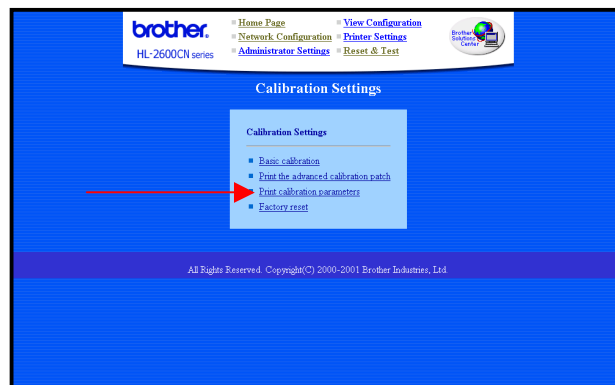 brother.
HL-2600CN series
Home Page View Configuration
Network Configuration Printer Settings
Administrator Settings Reset & Test
Brother
Solutions
Center
Calibration Settings
Calibration Settings
Basic calibration
Print the advanced calibration patch
Print calibration parameters
Factory reset
All Rights Reserved. Copyright(C) 2000-2001 Brother Industries, Ltd.